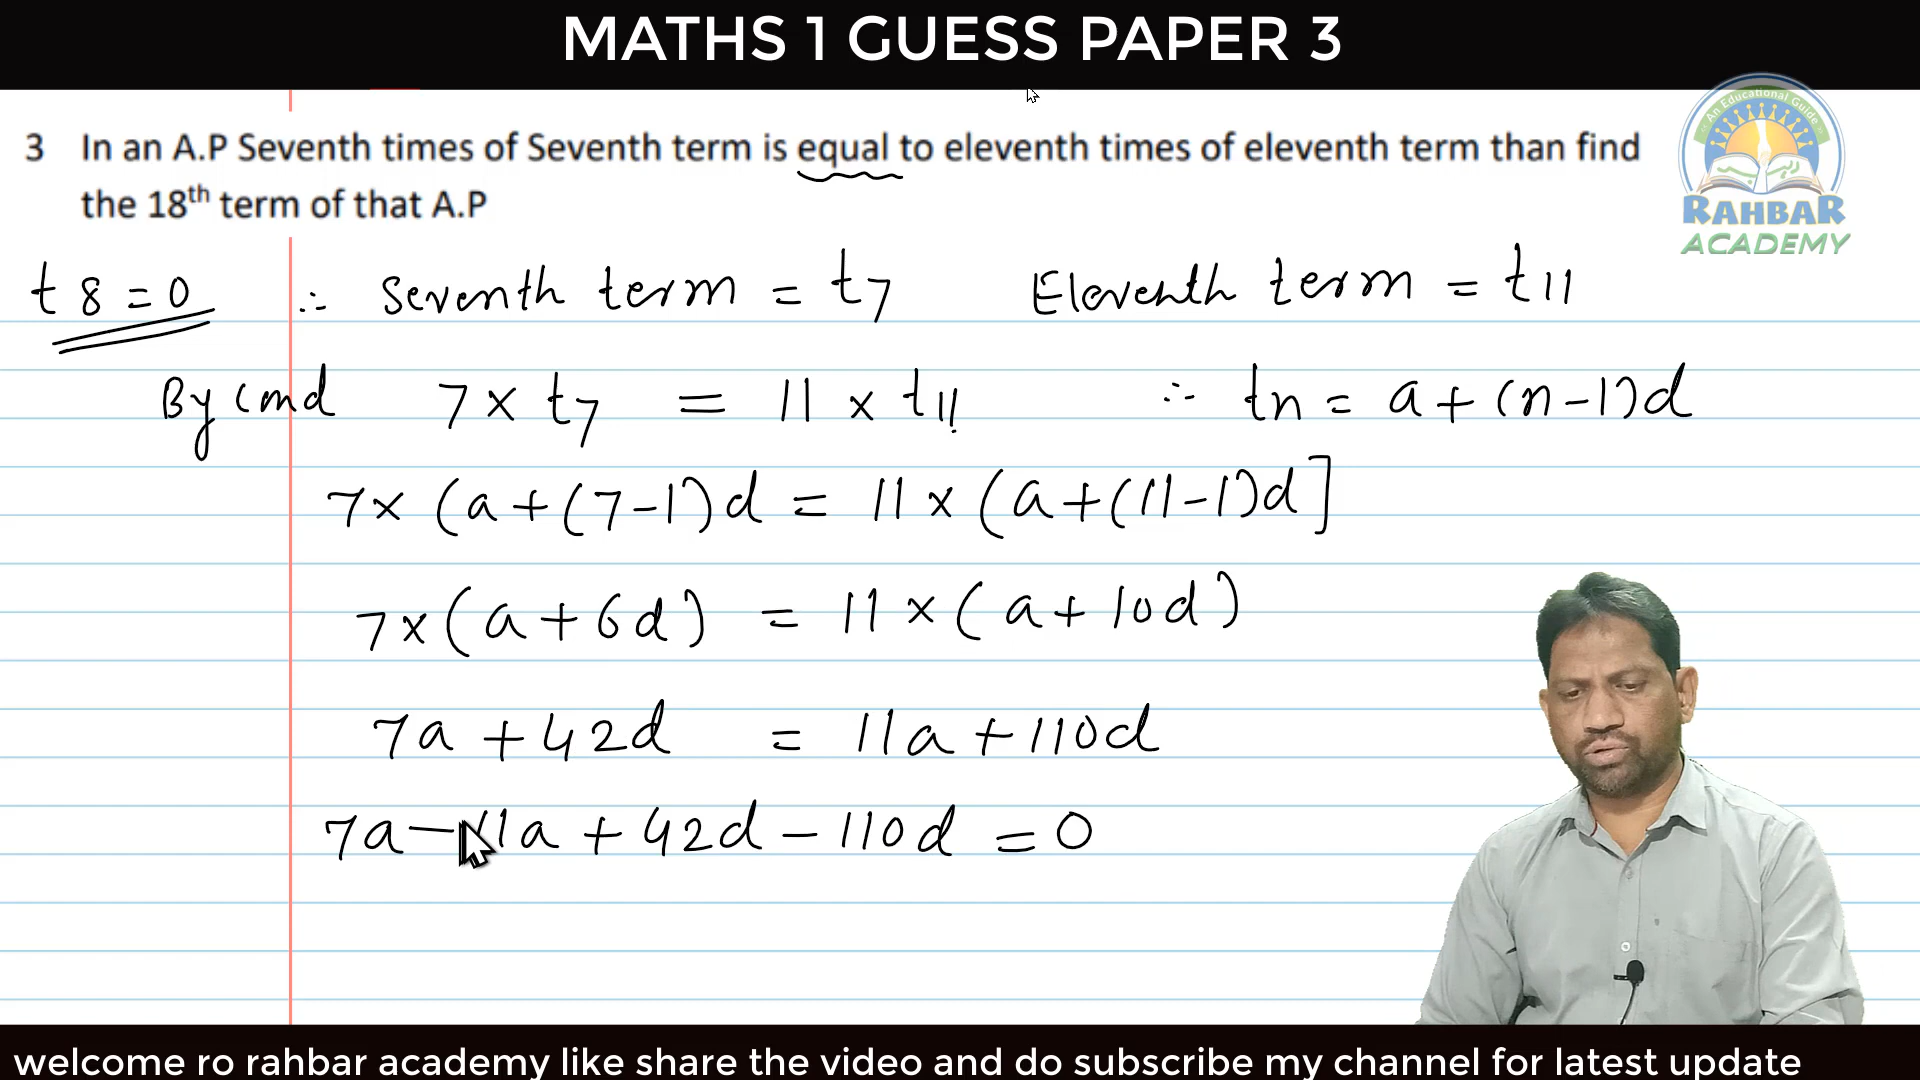 MATHS 1 GUESS PAPER 3
An Educational Guide
3 In an A.P Seventh times of Seventh term is equal to eleventh times of eleventh term than find
the 18th term of that A.P
RAHBAR
ACADEMY
t 8 = 0 ∴ Seventh term = t7 Eleventh term = t11
By cmd 7 × t7 = 11 × t11 ∴ tn = a + (n-1)d
7× (a + (7-1)d = 11 × (a + (11-1)d]
7×(a + 6d) = 11 × (a + 10d)
7a + 42d = 11a + 110d
7a - 11a + 42d - 110d = 0
welcome ro rahbar academy like share the video and do subscribe my channel for latest update